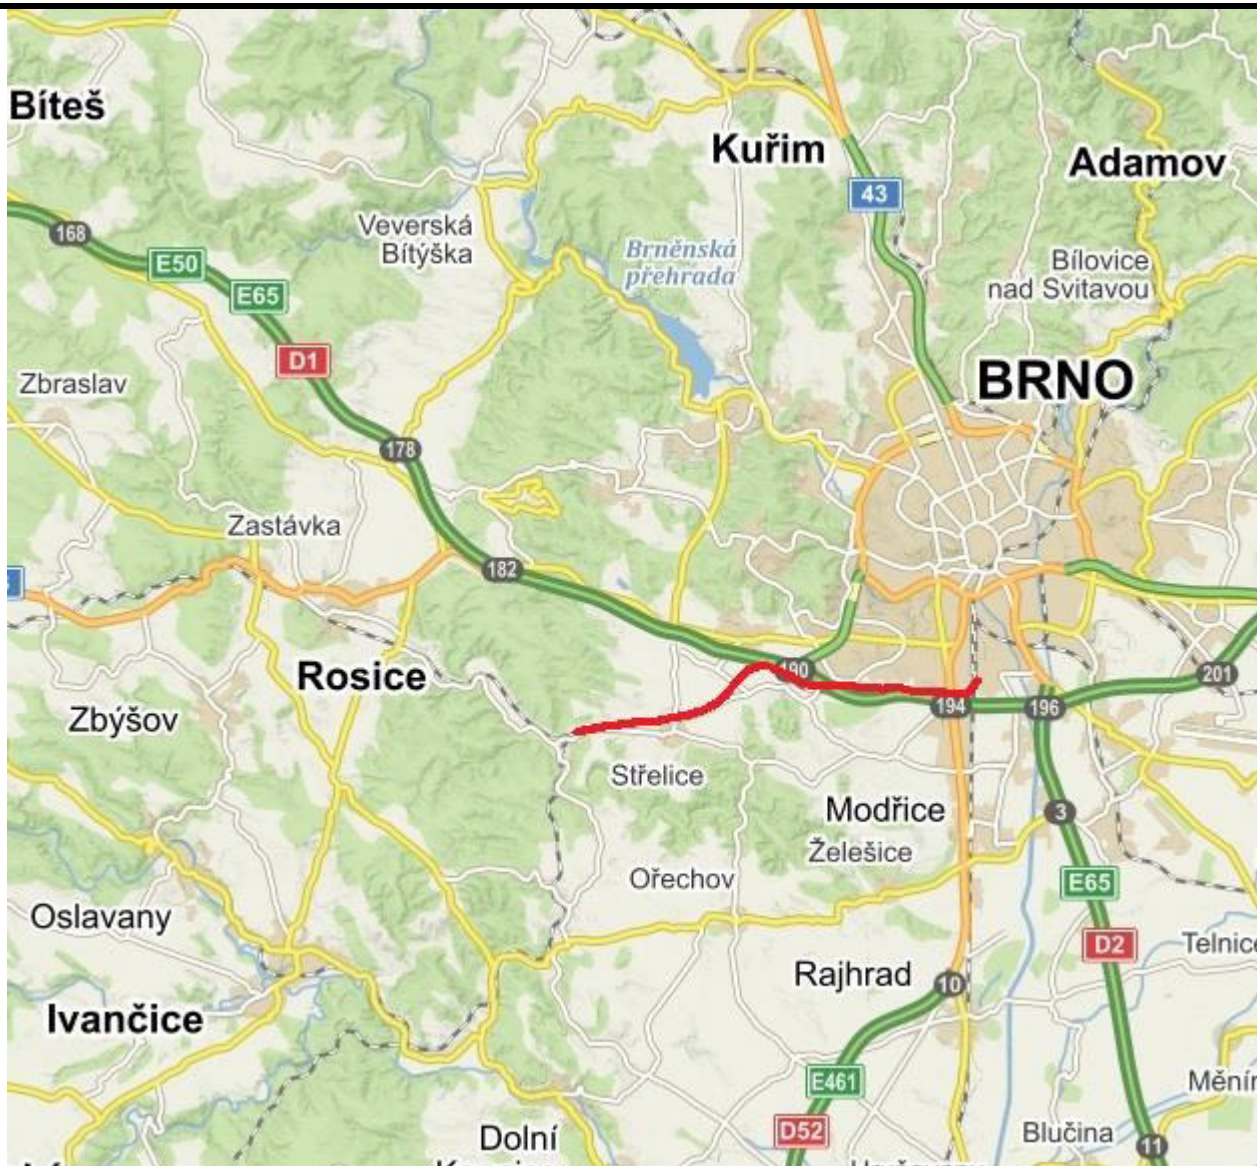 Bíteš
Kuřim
Adamov
43
Veverská
Bítýška
168
Brněnská
přehrada
E50
Bílovice
nad Svitavou
E65
D1
Zbraslav
BRNO
178
Zastávka
182
Rosice
190
201
194
196
Zbýšov
Střelice
Modřice
3
Želešice
Ořechov
E65
Oslavany
D2
Telnice
Rajhrad
10
Ivančice
E461
Měnín
D52
Blučina
Dolní
11